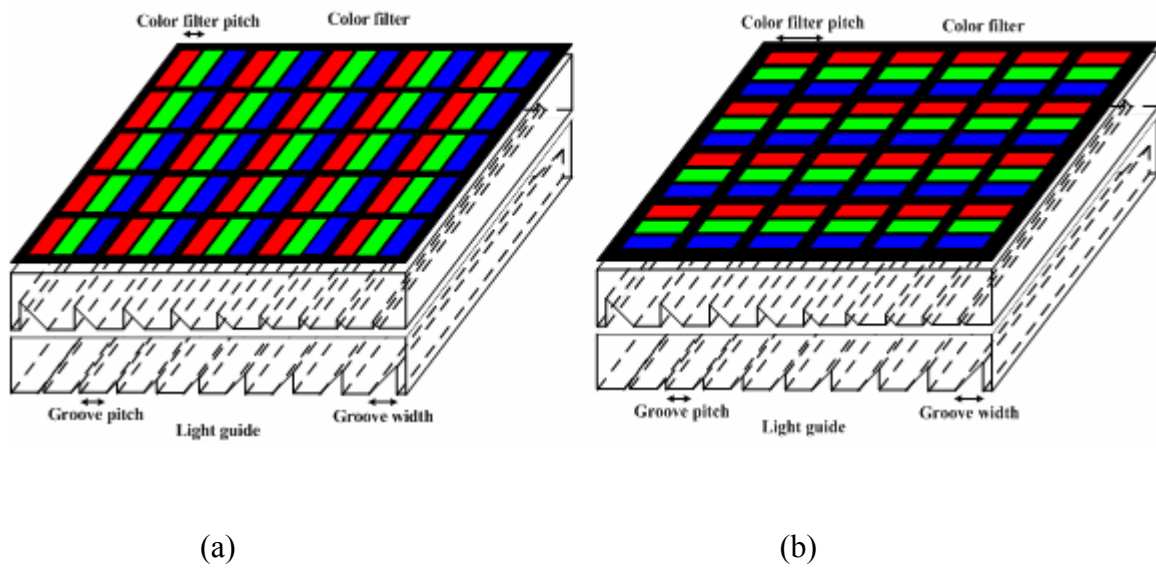 Color filter pitch
Color filter
Groove pitch
Groove width
Light guide
(a)
Color filter pitch
Color filter
Groove pitch
Groove width
Light guide
(b)